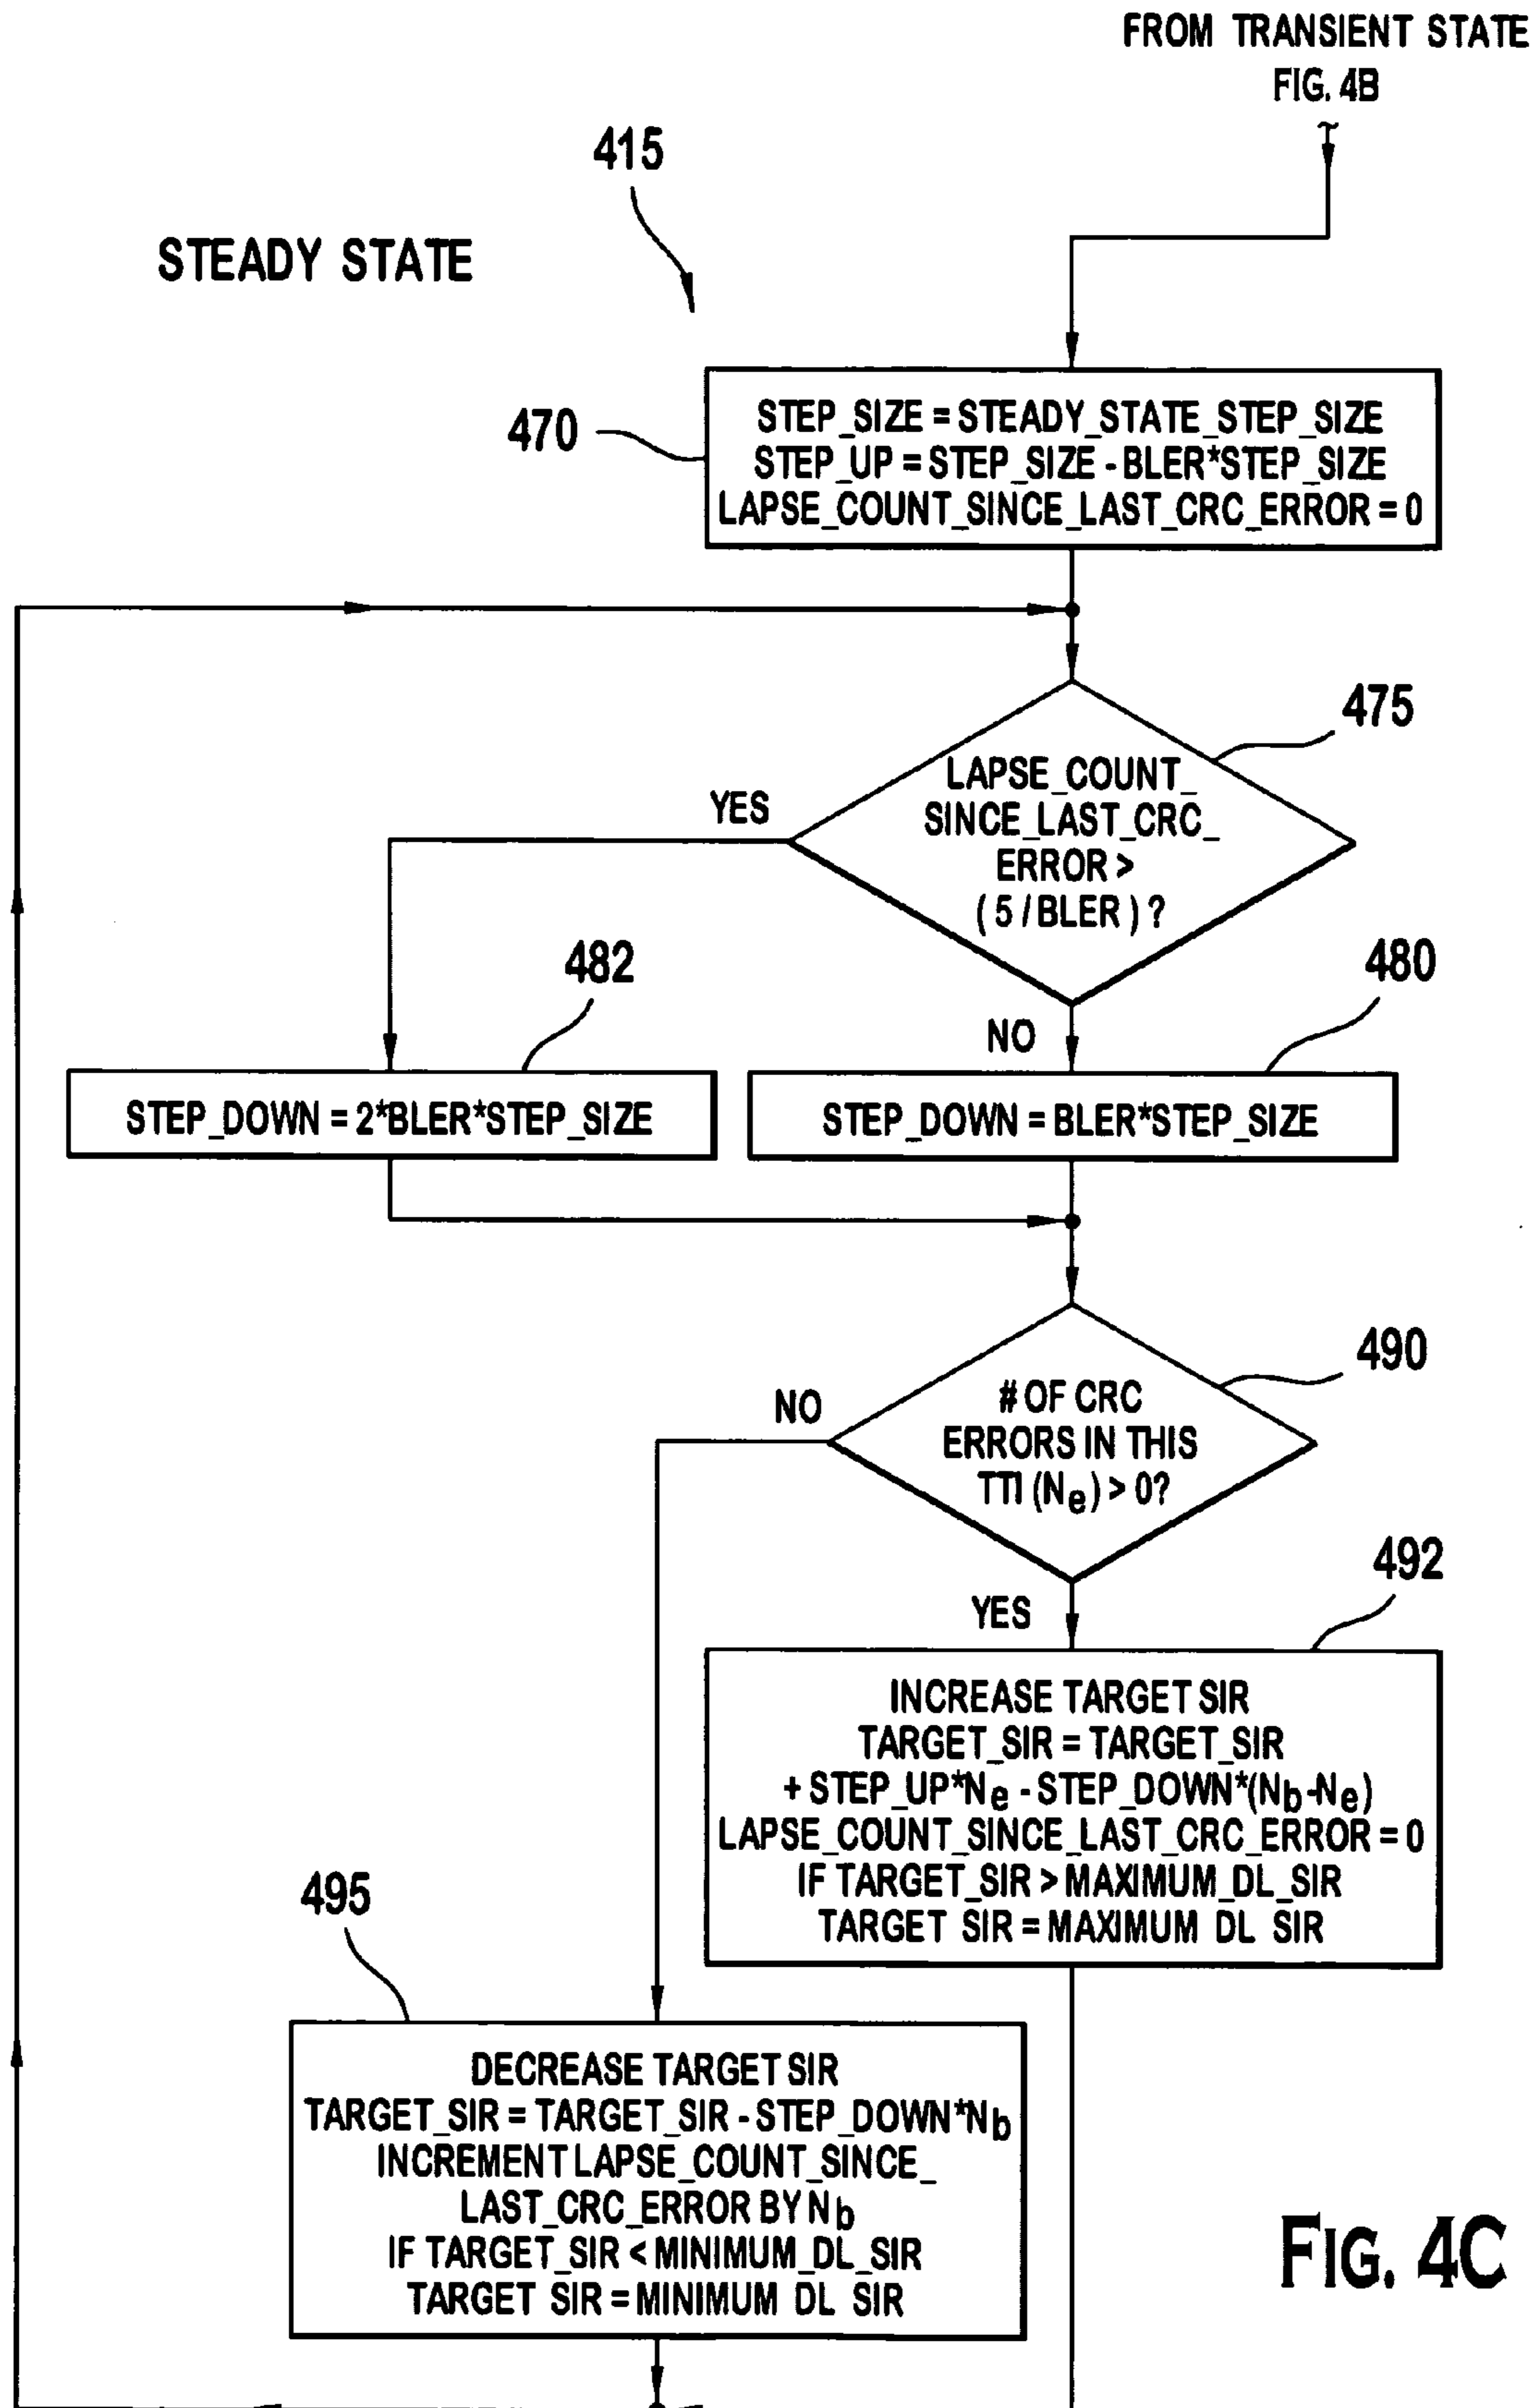 FROM TRANSIENT STATE
FIG. 4B
415
STEADY STATE
470
STEP_SIZE = STEADY_STATE_STEP_SIZE
STEP_UP = STEP_SIZE - BLER*STEP_SIZE
LAPSE_COUNT_SINCE_LAST_CRC_ERROR = 0
475
LAPSE_COUNT_
SINCE_LAST_CRC_
ERROR >
( 5 / BLER ) ?
YES
482
480
NO
STEP_DOWN = 2*BLER*STEP_SIZE
STEP_DOWN = BLER*STEP_SIZE
490
NO
# OF CRC
ERRORS IN THIS
TTI (Ne) > 0?
492
YES
INCREASE TARGET SIR
TARGET_SIR = TARGET_SIR
+ STEP_UP*Ne - STEP_DOWN*(Nb-Ne)
LAPSE_COUNT_SINCE_LAST_CRC_ERROR = 0
IF TARGET_SIR > MAXIMUM_DL_SIR
TARGET SIR = MAXIMUM DL SIR
495
DECREASE TARGET SIR
TARGET_SIR = TARGET_SIR - STEP_DOWN*Nb
INCREMENT LAPSE_COUNT_SINCE_
LAST_CRC_ERROR BY Nb
IF TARGET_SIR < MINIMUM_DL_SIR
TARGET SIR = MINIMUM DL SIR
FIG. 4C